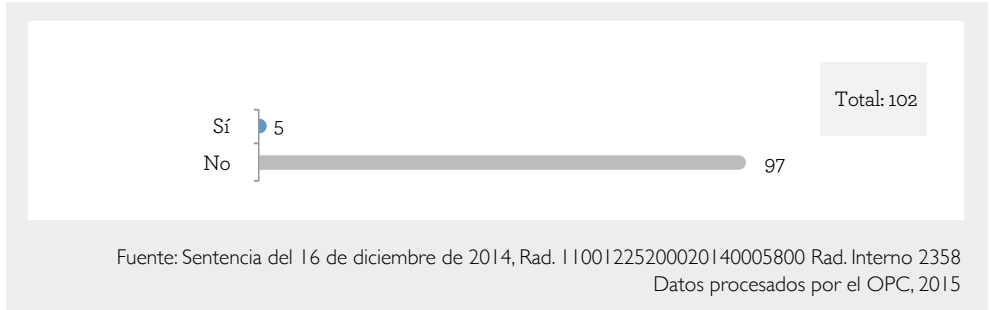 Total: 102
Sí 5
No 97
Fuente: Sentencia del 16 de diciembre de 2014, Rad. 11001225200020140005800 Rad. Interno 2358
Datos procesados por el OPC, 2015